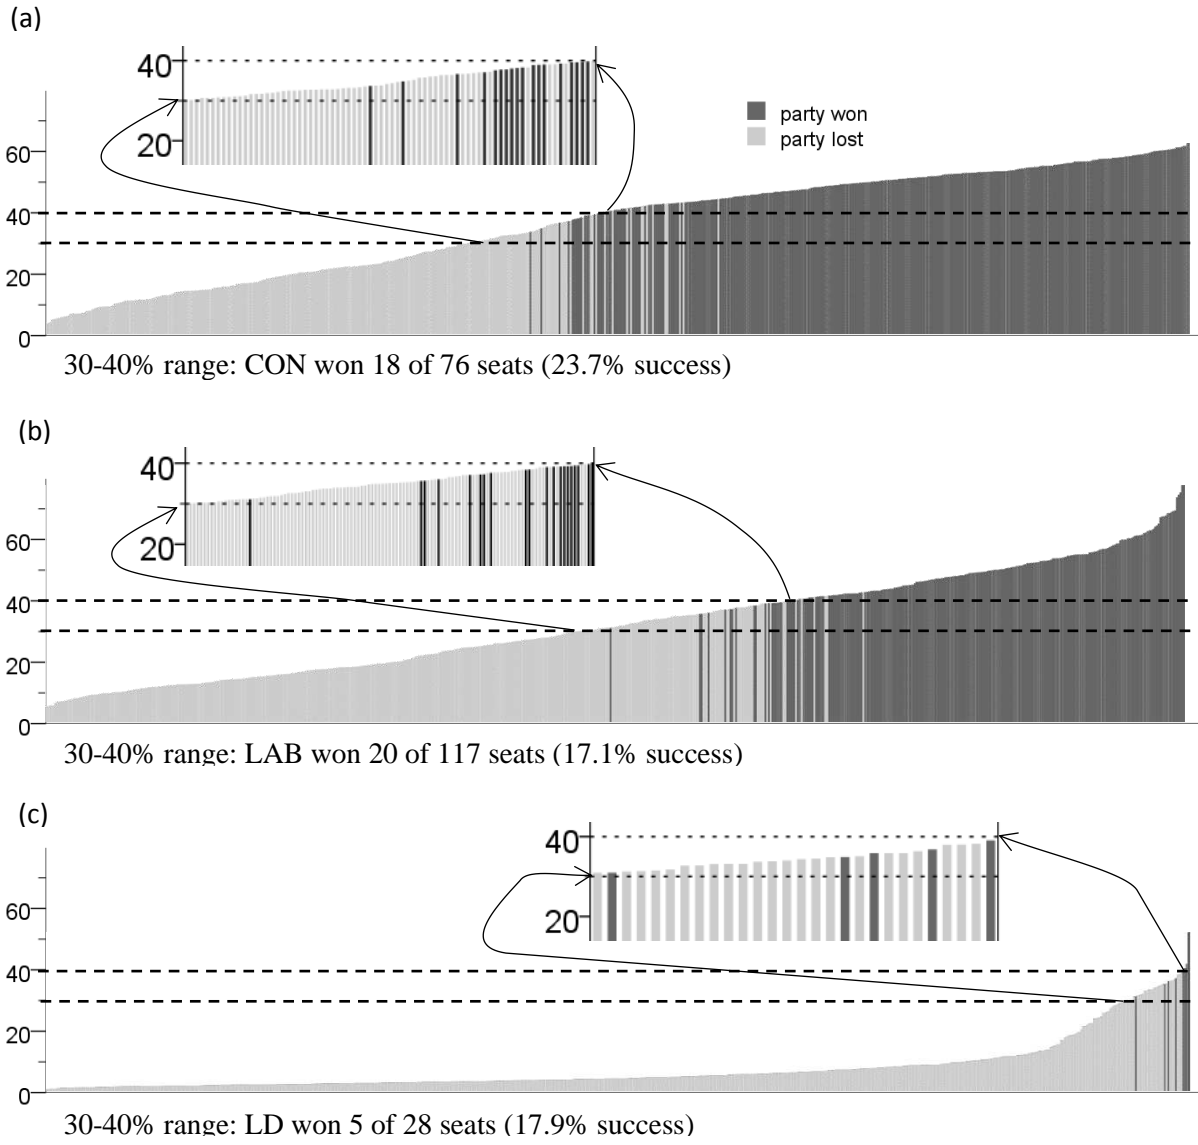 (a)
40
20
party won
party lost
60
40
20
0
30-40% range: CON won 18 of 76 seats (23.7% success)
(b)
40
20
60
40
20
0
30-40% range: LAB won 20 of 117 seats (17.1% success)
(c)
40
20
60
40
20
0
30-40% range: LD won 5 of 28 seats (17.9% success)